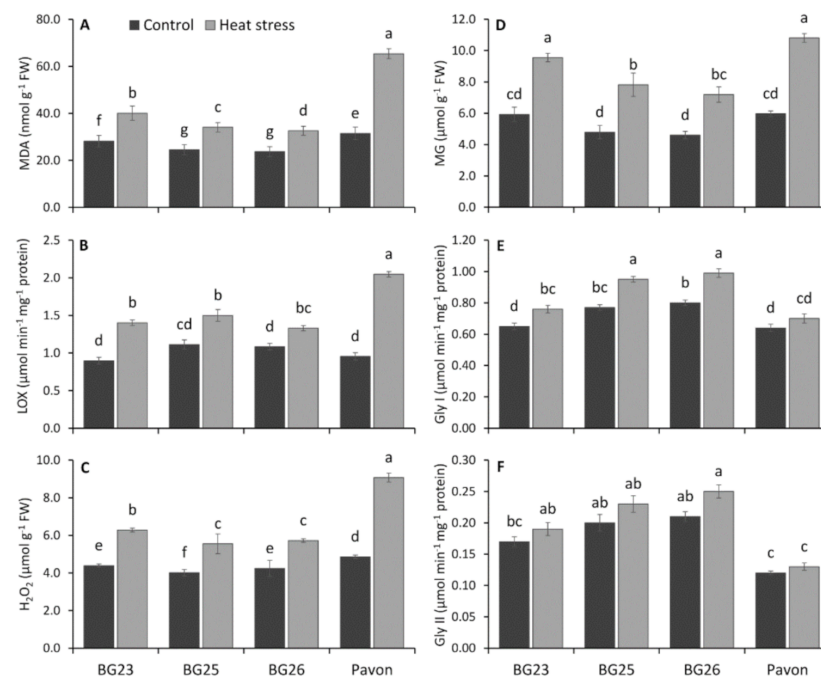 A
Control
Heat stress
MDA (nmol g-1 FW)
80.0
60.0
40.0
20.0
0.0
f
b
g
c
g
d
e
a
B
LOX (µmol min-1 mg-1 protein)
2.5
2.0
1.5
1.0
0.5
0.0
d
b
cd
b
d
bc
d
a
C
H2O2 (µmol g-1 FW)
10.0
8.0
6.0
4.0
2.0
0.0
e
b
f
c
e
c
d
a
BG23
BG25
BG26
Pavon
D
MG (µmol g-1 FW)
12.0
10.0
8.0
6.0
4.0
2.0
0.0
cd
a
d
b
d
bc
cd
a
E
Gly I (µmol min-1 mg-1 protein)
1.20
1.00
0.80
0.60
0.40
0.20
0.00
d
bc
bc
a
b
a
d
cd
F
Gly II (µmol min-1 mg-1 protein)
0.30
0.25
0.20
0.15
0.10
0.05
0.00
bc
ab
ab
ab
ab
a
c
c
BG23
BG25
BG26
Pavon